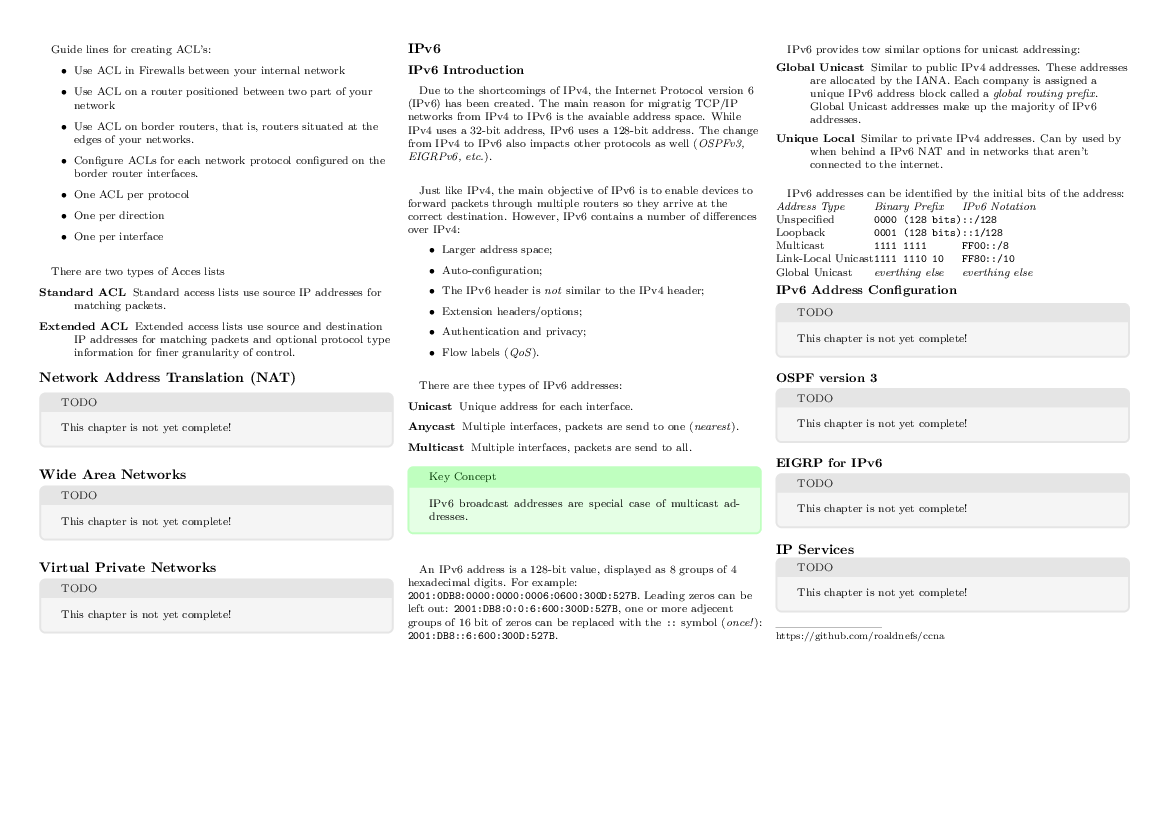 Guide lines for creating ACL's:
• Use ACL in Firewalls between your internal network
• Use ACL on a router positioned between two part of your
network
• Use ACL on border routers, that is, routers situated at the
edges of your networks.
• Configure ACLs for each network protocol configured on the
border router interfaces.
• One ACL per protocol
• One per direction
• One per interface
There are two types of Acces lists
Standard ACL Standard access lists use source IP addresses for
matching packets.
Extended ACL Extended access lists use source and destination
IP addresses for matching packets and optional protocol type
information for finer granularity of control.
Network Address Translation (NAT)
TODO
This chapter is not yet complete!
Wide Area Networks
TODO
This chapter is not yet complete!
Virtual Private Networks
TODO
This chapter is not yet complete!
IPv6
IPv6 Introduction
Due to the shortcomings of IPv4, the Internet Protocol version 6
(IPv6) has been created. The main reason for migratig TCP/IP
networks from IPv4 to IPv6 is the avaiable address space. While
IPv4 uses a 32-bit address, IPv6 uses a 128-bit address. The change
from IPv4 to IPv6 also impacts other protocols as well (OSPFv3,
EIGRPv6, etc.).
Just like IPv4, the main objective of IPv6 is to enable devices to
forward packets through multiple routers so they arrive at the
correct destination. However, IPv6 contains a number of differences
over IPv4:
• Larger address space;
• Auto-configuration;
• The IPv6 header is not similar to the IPv4 header;
• Extension headers/options;
• Authentication and privacy;
• Flow labels (QoS).
There are thee types of IPv6 addresses:
Unicast Unique address for each interface.
Anycast Multiple interfaces, packets are send to one (nearest).
Multicast Multiple interfaces, packets are send to all.
Key Concept
IPv6 broadcast addresses are special case of multicast ad-
dresses.
An IPv6 address is a 128-bit value, displayed as 8 groups of 4
hexadecimal digits. For example:
2001:0DB8:0000:0000:0006:0600:300D:527B. Leading zeros can be
left out: 2001:DB8:0:0:6:600:300D:527B, one or more adjecent
groups of 16 bit of zeros can be replaced with the :: symbol (once!):
2001:DB8::6:600:300D:527B.
IPv6 provides tow similar options for unicast addressing:
Global Unicast Similar to public IPv4 addresses. These addresses
are allocated by the IANA. Each company is assigned a
unique IPv6 address block called a global routing prefix.
Global Unicast addresses make up the majority of IPv6
addresses.
Unique Local Similar to private IPv4 addresses. Can by used by
when behind a IPv6 NAT and in networks that aren't
connected to the internet.
IPv6 addresses can be identified by the initial bits of the address:
Address Type Binary Prefix IPv6 Notation
Unspecified 0000 (128 bits) ::/128
Loopback 0001 (128 bits) ::1/128
Multicast 1111 1111 FF00::/8
Link-Local Unicast 1111 1110 10 FF80::/10
Global Unicast everthing else everthing else
IPv6 Address Configuration
TODO
This chapter is not yet complete!
OSPF version 3
TODO
This chapter is not yet complete!
EIGRP for IPv6
TODO
This chapter is not yet complete!
IP Services
TODO
This chapter is not yet complete!
https://github.com/roaldnefs/ccna